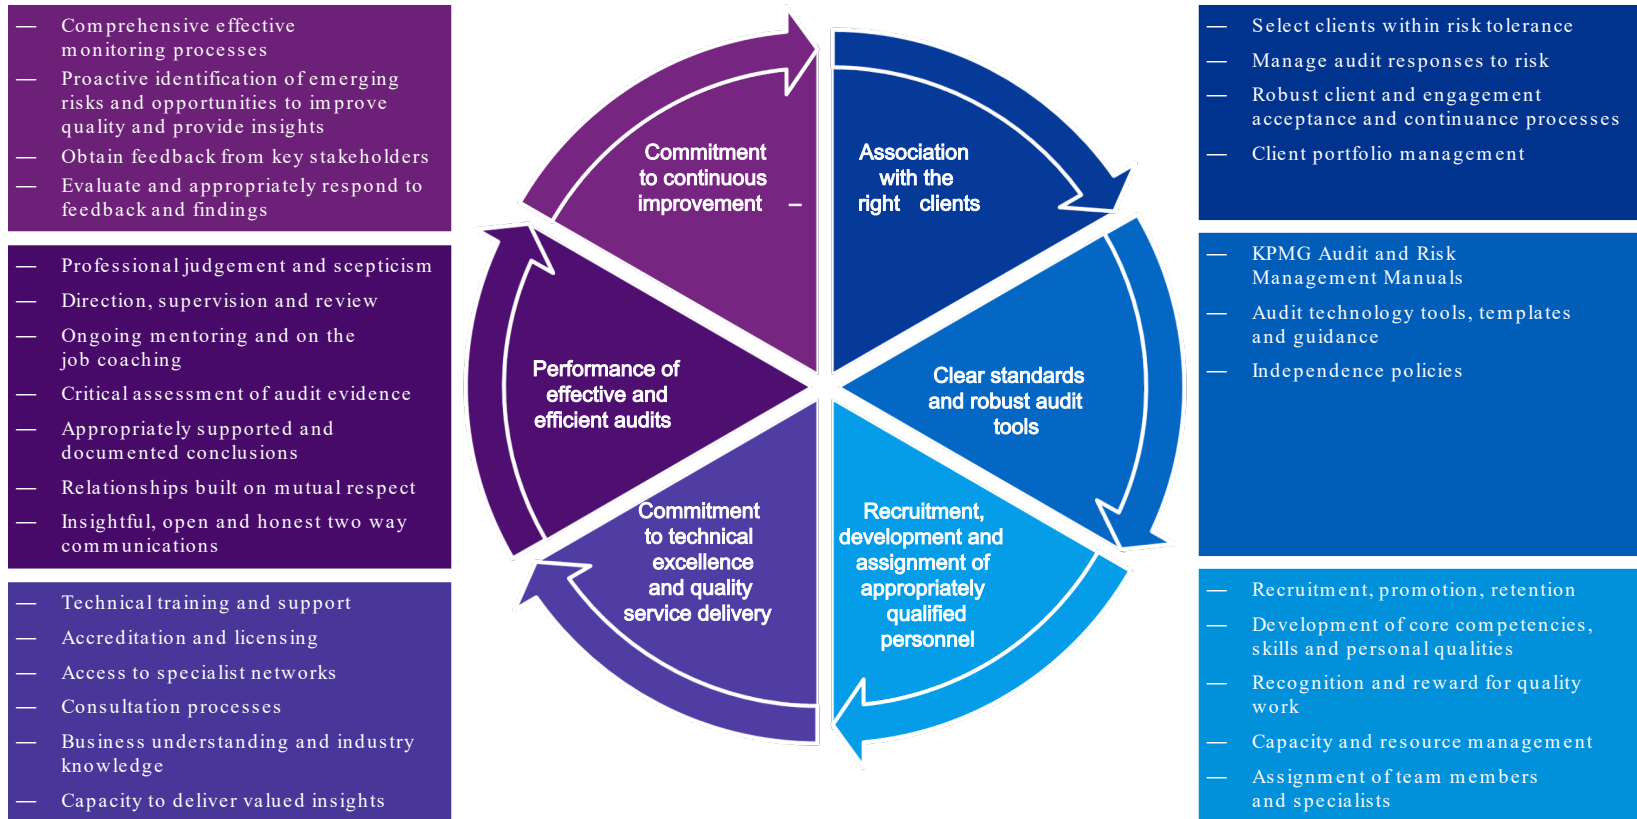 — Comprehensive effective
monitoring processes
— Proactive identification of emerging
risks and opportunities to improve
quality and provide insights
— Obtain feedback from key stakeholders
— Evaluate and appropriately respond to
feedback and findings
— Professional judgement and scepticism
— Direction, supervision and review
— Ongoing mentoring and on the
job coaching
— Critical assessment of audit evidence
— Appropriately supported and
documented conclusions
— Relationships built on mutual respect
— Insightful, open and honest two way
communications
— Technical training and support
— Accreditation and licensing
— Access to specialist networks
— Consultation processes
— Business understanding and industry
knowledge
— Capacity to deliver valued insights
Commitment
to continuous
improvement –
Association
with the
right clients
Performance of
effective and
efficient audits
Clear standards
and robust audit
tools
Commitment
to technical
excellence
and quality
service delivery
Recruitment,
development and
assignment of
appropriately
qualified
personnel
— Select clients within risk tolerance
— Manage audit responses to risk
— Robust client and engagement
acceptance and continuance processes
— Client portfolio management
— KPMG Audit and Risk
Management Manuals
— Audit technology tools, templates
and guidance
— Independence policies
— Recruitment, promotion, retention
— Development of core competencies,
skills and personal qualities
— Recognition and reward for quality
work
— Capacity and resource management
— Assignment of team members
and specialists